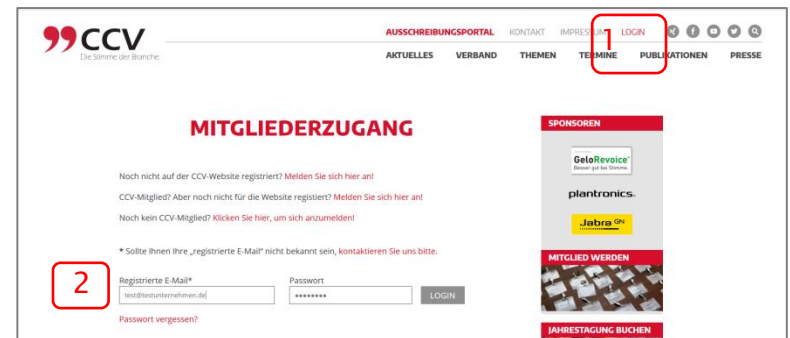 CCV
Die Stimme der Branche.
AUSSCHREIBUNGSPORTAL KONTAKT IMPRESSUM LOGIN
1
AKTUELLES VERBAND THEMEN TERMINE PUBLIKATIONEN PRESSE
MITGLIEDERZUGANG
Noch nicht auf der CCV-Website registriert? Melden Sie sich hier an!
CCV-Mitglied? Aber noch nicht für die Website registiert? Melden Sie sich hier an!
Noch kein CCV-Mitglied? Klicken Sie hier, um sich anzumelden!
* Sollte Ihnen Ihre „registrierte E-Mail“ nicht bekannt sein, kontaktieren Sie uns bitte.
2
Registrierte E-Mail* Passwort
test@testunternehmen.de •••••••• LOGIN
Passwort vergessen?
SPONSOREN
GeloRevoice®
Besser gut bei Stimme.
plantronics.
Jabra GN
MITGLIED WERDEN
JAHRESTAGUNG BUCHEN